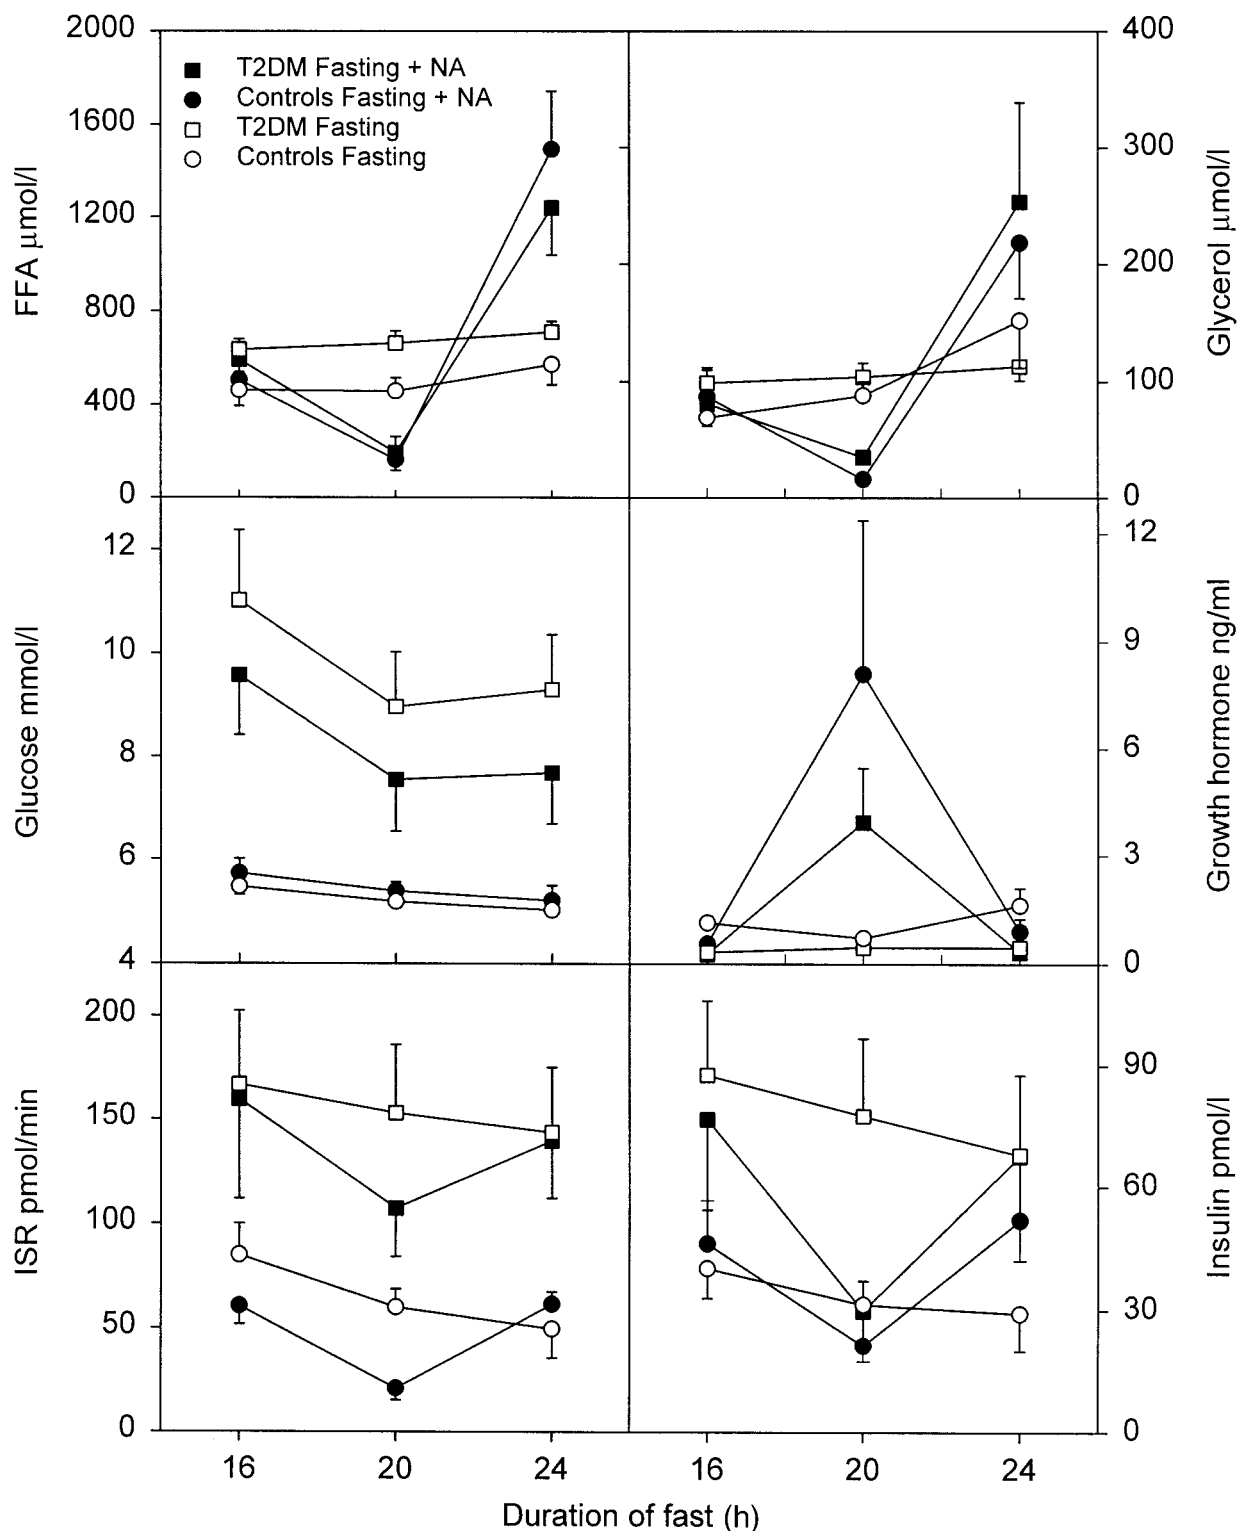 2000
1600
1200
800
400
0
FFA μmol/l
T2DM Fasting + NA
Controls Fasting + NA
T2DM Fasting
Controls Fasting
400
300
200
100
0
Glycerol μmol/l
12
10
8
6
4
Glucose mmol/l
12
9
6
3
0
Growth hormone ng/ml
200
150
100
50
0
ISR pmol/min
90
60
30
0
Insulin pmol/l
16 20 24
16 20 24
Duration of fast (h)